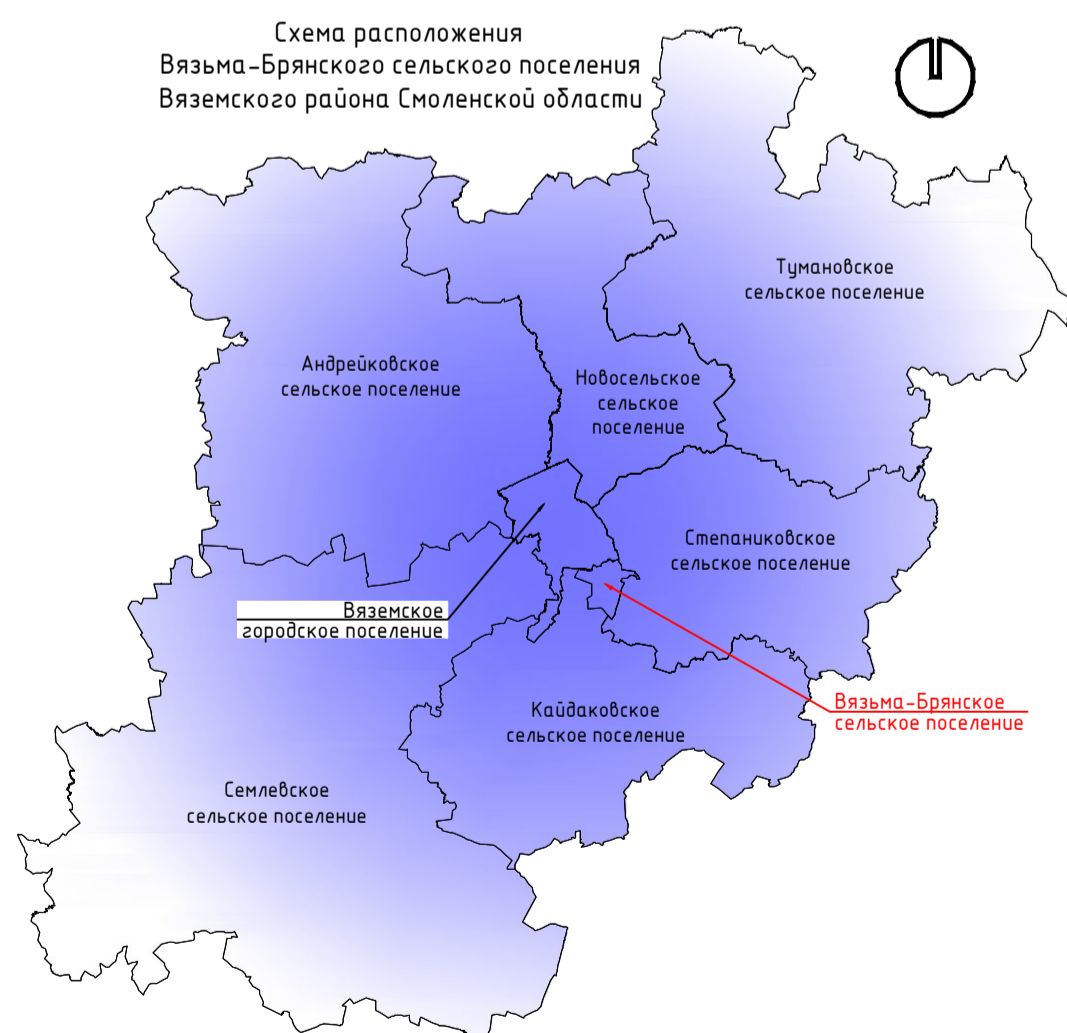 Схема расположения
Вязьма-Брянского сельского поселения
Вяземского района Смоленской области
Тумановское
сельское поселение
Андрейковское
сельское поселение
Новосельское
сельское
поселение
Степаниковское
сельское поселение
Вяземское
городское поселение
Вязьма-Брянское
сельское поселение
Кайдаковское
сельское поселение
Семлевское
сельское поселение